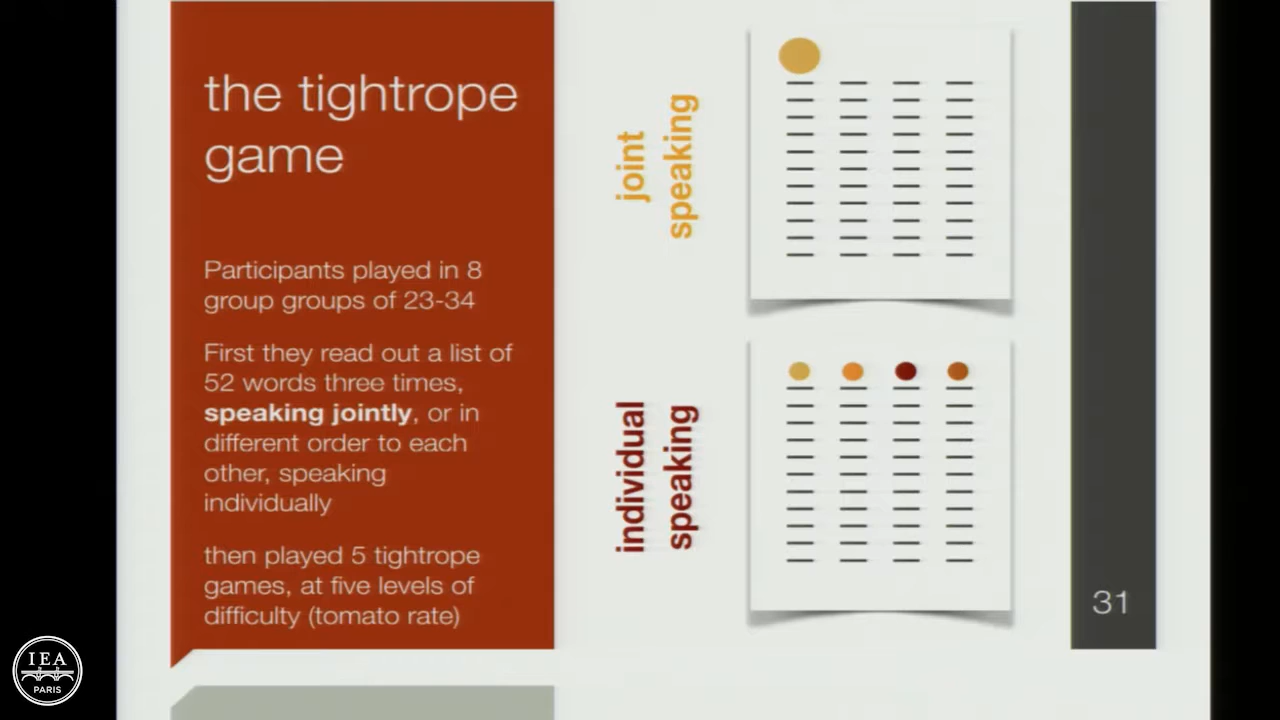 the tightrope
game
Participants played in 8
group groups of 23-34
First they read out a list of
52 words three times,
speaking jointly, or in
different order to each
other, speaking
individually
then played 5 tightrope
games, at five levels of
difficulty (tomato rate)
joint
speaking
individual
speaking
31
IEA
PARIS